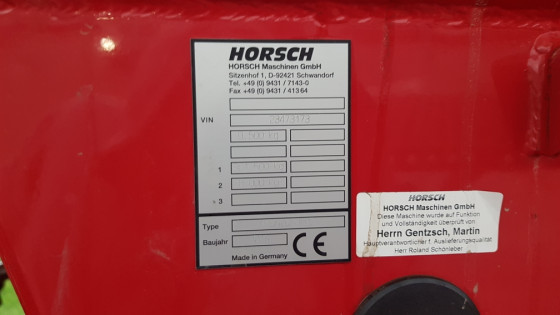 HORSCH
HORSCH Maschinen GmbH
Sitzenhof 1, D-92421 Schwandorf
Tel. +49 (0) 9431 / 7143-0
Fax +49 (0) 9431 / 41364
VIN 29473173
1
2
3
Type
Baujahr
CE
Made in Germany
HORSCH
HORSCH Maschinen GmbH
Diese Maschine wurde auf Funktion
und Vollständigkeit überprüft von:
Herrn Gentzsch, Martin
Hauptverantwortlicher f. Auslieferungsqualität
Herr Roland Schönleber